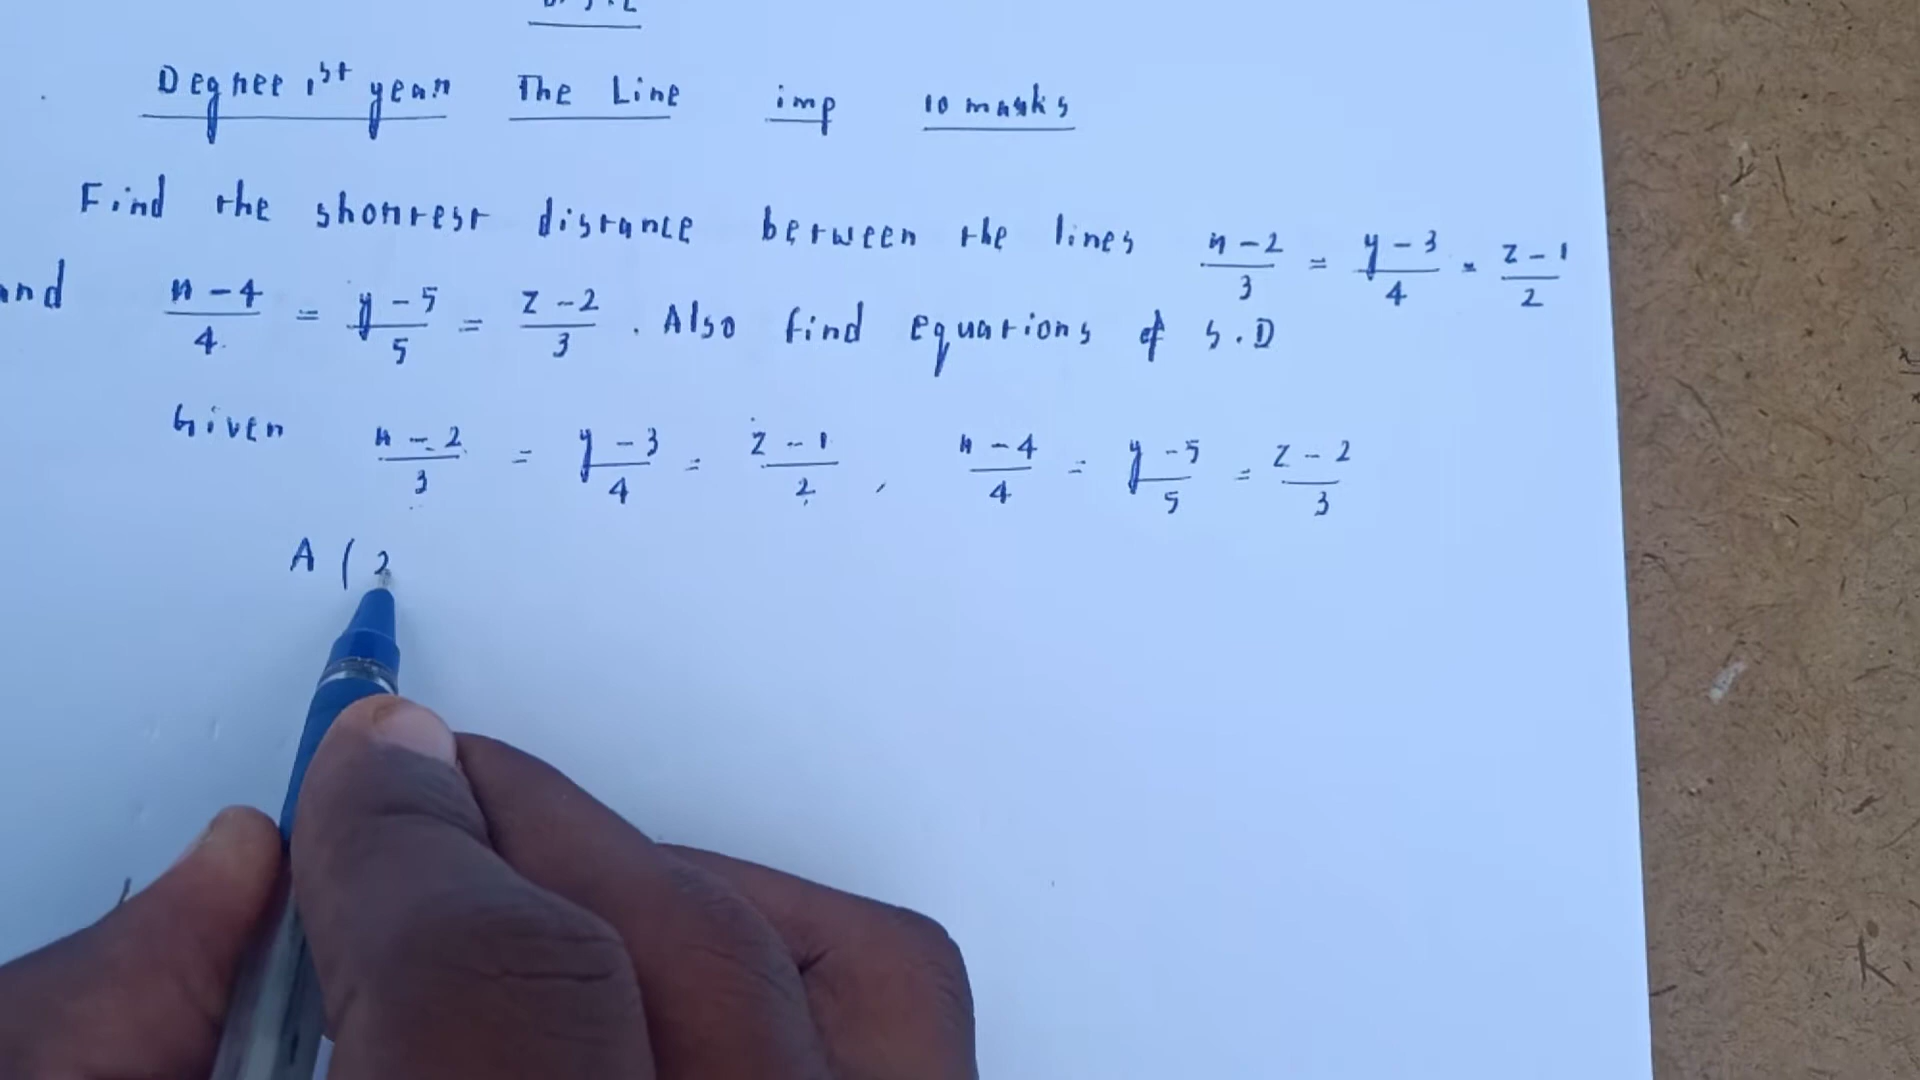 Degree 1st year The Line imp 10 marks
Find the shortest distance between the lines x-2/3 = y-3/4 = z-1/2
and x-4/4 = y-5/5 = z-2/3 . Also find equations of S.D
Given x-2/3 = y-3/4 = z-1/2 , x-4/4 = y-5/5 = z-2/3
A ( 2